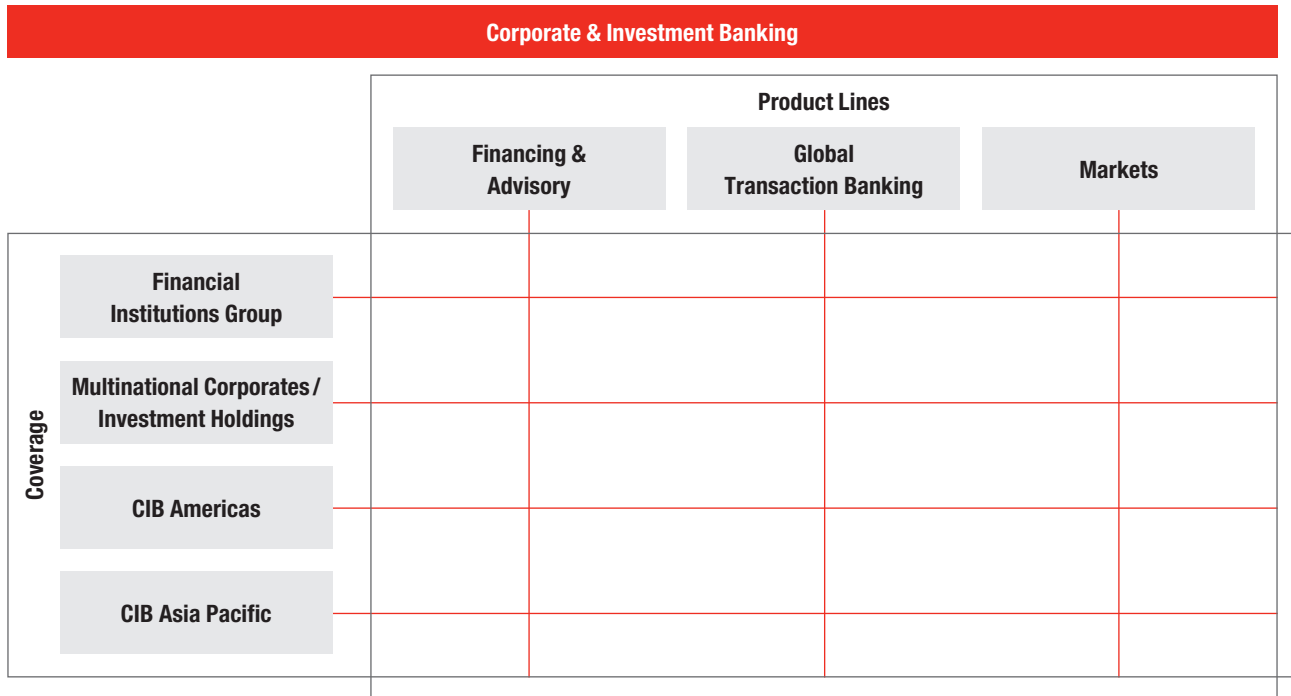 Corporate & Investment Banking
Product Lines
Financing &
Advisory
Global
Transaction Banking
Markets
Coverage
Financial
Institutions Group
Multinational Corporates /
Investment Holdings
CIB Americas
CIB Asia Pacific